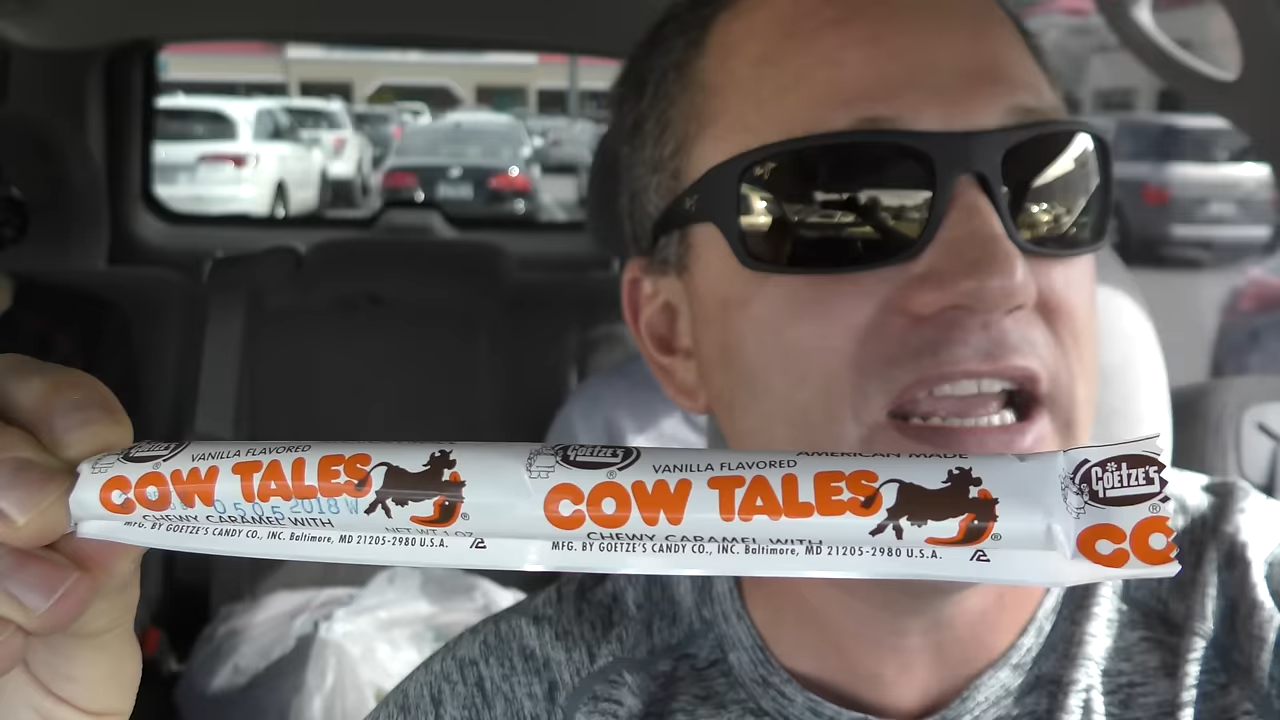 Goetze's
®
VANILLA FLAVORED
COW TALES
®
0505 2018 W
CHEWY CARAMEL WITH
NET WT 1 OZ
MFG. BY GOETZE'S CANDY CO., INC. Baltimore, MD 21205-2980 U.S.A.
Goetze's
®
VANILLA FLAVORED
AMERICAN MADE
COW TALES
®
CHEWY CARAMEL WITH
MFG. BY GOETZE'S CANDY CO., INC. Baltimore, MD 21205-2980 U.S.A.
Goetze's
®
CO